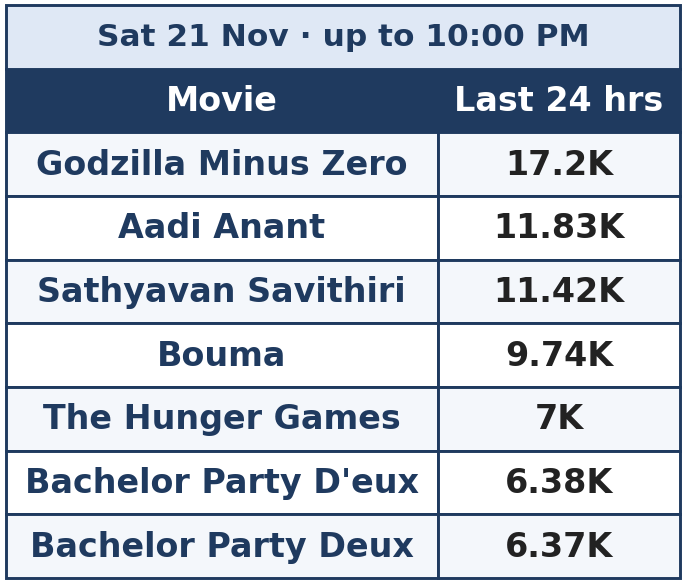 Sat 21 Nov · up to 10:00 PM
Movie Last 24 hrs
Godzilla Minus Zero 17.2K
Aadi Anant 11.83K
Sathyavan Savithiri 11.42K
Bouma 9.74K
The Hunger Games 7K
Bachelor Party D'eux 6.38K
Bachelor Party Deux 6.37K